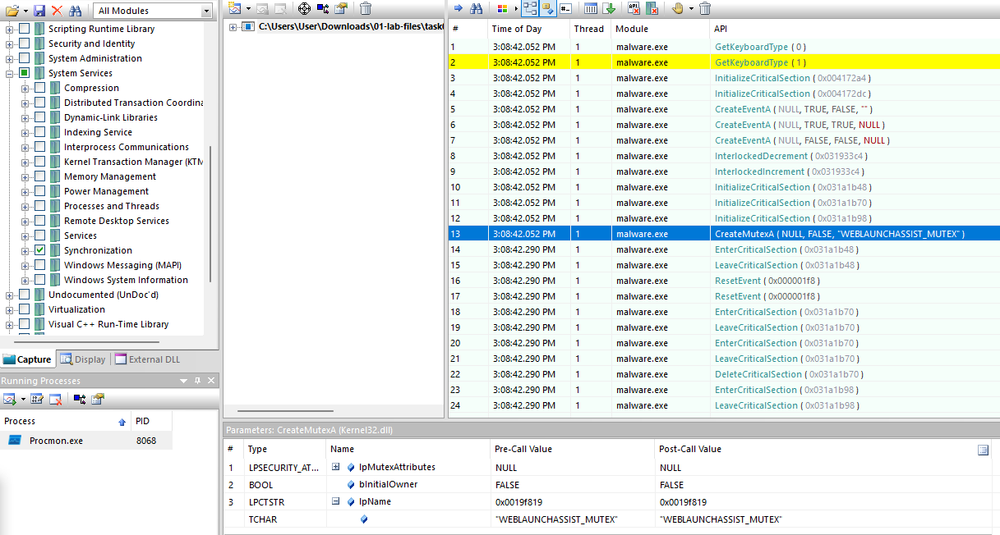 All Modules
Scripting Runtime Library
Security and Identity
System Administration
System Services
Compression
Distributed Transaction Coordina
Dynamic-Link Libraries
Indexing Service
Interprocess Communications
Kernel Transaction Manager (KTM
Memory Management
Power Management
Processes and Threads
Remote Desktop Services
Services
Synchronization
Windows Messaging (MAPI)
Windows System Information
Undocumented (UnDoc'd)
Virtualization
Visual C++ Run-Time Library
Capture Display External DLL
Running Processes
Process PID
Procmon.exe 8068
C:\Users\User\Downloads\01-lab-files\task
# Time of Day Thread Module API
1 3:08:42.052 PM 1 malware.exe GetKeyboardType ( 0 )
2 3:08:42.052 PM 1 malware.exe GetKeyboardType ( 1 )
3 3:08:42.052 PM 1 malware.exe InitializeCriticalSection ( 0x004172a4 )
4 3:08:42.052 PM 1 malware.exe InitializeCriticalSection ( 0x004172dc )
5 3:08:42.052 PM 1 malware.exe CreateEventA ( NULL, TRUE, FALSE, "" )
6 3:08:42.052 PM 1 malware.exe CreateEventA ( NULL, TRUE, TRUE, NULL )
7 3:08:42.052 PM 1 malware.exe CreateEventA ( NULL, FALSE, FALSE, NULL )
8 3:08:42.052 PM 1 malware.exe InterlockedDecrement ( 0x031933c4 )
9 3:08:42.052 PM 1 malware.exe InterlockedIncrement ( 0x031933c4 )
10 3:08:42.052 PM 1 malware.exe InitializeCriticalSection ( 0x031a1b48 )
11 3:08:42.052 PM 1 malware.exe InitializeCriticalSection ( 0x031a1b70 )
12 3:08:42.052 PM 1 malware.exe InitializeCriticalSection ( 0x031a1b98 )
13 3:08:42.052 PM 1 malware.exe CreateMutexA ( NULL, FALSE, "WEBLAUNCHASSIST_MUTEX" )
14 3:08:42.290 PM 1 malware.exe EnterCriticalSection ( 0x031a1b48 )
15 3:08:42.290 PM 1 malware.exe LeaveCriticalSection ( 0x031a1b48 )
16 3:08:42.290 PM 1 malware.exe ResetEvent ( 0x000001f8 )
17 3:08:42.290 PM 1 malware.exe ResetEvent ( 0x000001f8 )
18 3:08:42.290 PM 1 malware.exe EnterCriticalSection ( 0x031a1b70 )
19 3:08:42.290 PM 1 malware.exe LeaveCriticalSection ( 0x031a1b70 )
20 3:08:42.290 PM 1 malware.exe EnterCriticalSection ( 0x031a1b70 )
21 3:08:42.290 PM 1 malware.exe LeaveCriticalSection ( 0x031a1b70 )
22 3:08:42.290 PM 1 malware.exe DeleteCriticalSection ( 0x031a1b70 )
23 3:08:42.290 PM 1 malware.exe EnterCriticalSection ( 0x031a1b98 )
24 3:08:42.290 PM 1 malware.exe LeaveCriticalSection ( 0x031a1b98 )
Parameters: CreateMutexA (Kernel32.dll)
# Type Name Pre-Call Value Post-Call Value
1 LPSECURITY_AT... lpMutexAttributes NULL NULL
2 BOOL bInitialOwner FALSE FALSE
3 LPCTSTR lpName 0x0019f819 0x0019f819
TCHAR "WEBLAUNCHASSIST_MUTEX" "WEBLAUNCHASSIST_MUTEX"